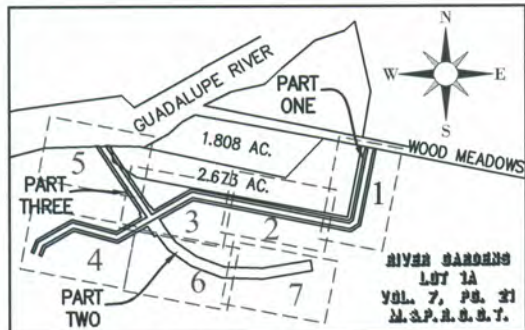 N
W E
S
GUADALUPE RIVER
PART
ONE
WOOD MEADOWS
1.808 AC.
2.673 AC.
5
1
PART
THREE
3
2
4
6
7
PART
TWO
RIVER GARDENS
LOT 1A
VOL. 7, PG. 21
M.&P.R.C.C.T.